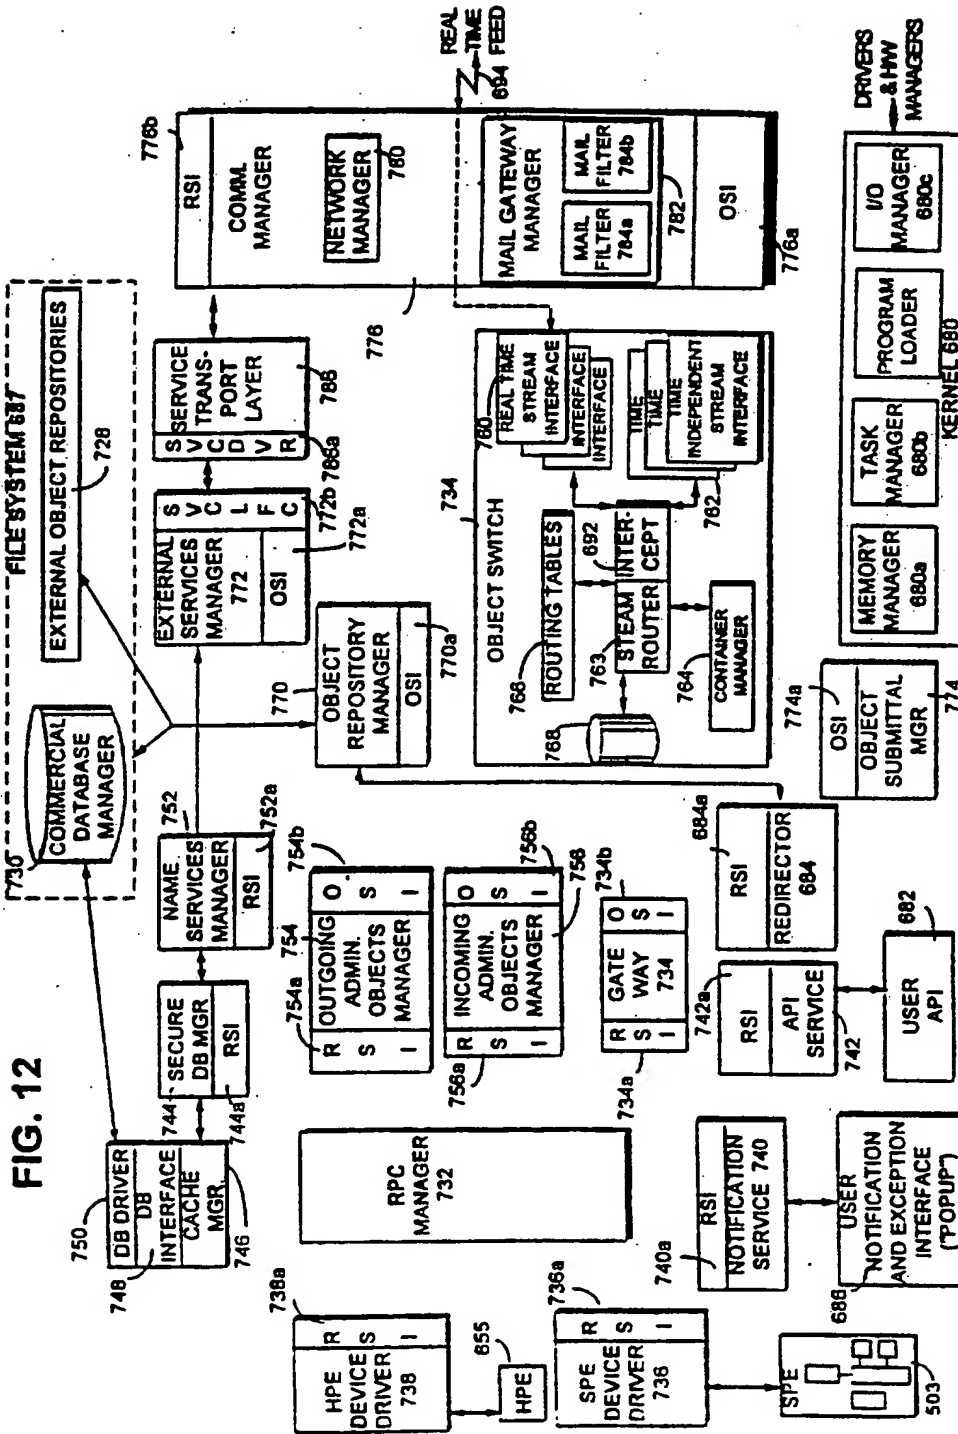 FIG. 12
FILE SYSTEM 687
730
COMMERCIAL
DATABASE
MANAGER
EXTERNAL OBJECT REPOSITORIES
728
750
DB DRIVER
DB
INTERFACE
748
CACHE
MGR.
746
744
SECURE
DB MGR
RSI
744a
NAME
SERVICES
MANAGER
752
RSI
752a
EXTERNAL
SERVICES
MANAGER
772
OSI
772a
S
V
C
L
F
C
772b
S
V
C
D
V
R
786a
SERVICE
TRANS-
PORT
LAYER
786
776b
RSI
COMM.
MANAGER
NETWORK
MANAGER
780
776
MAIL GATEWAY
MANAGER
MAIL
FILTER
784a
MAIL
FILTER
784b
782
OSI
776a
REAL
TIME
FEED
694
754a
R
S
I
OUTGOING
ADMIN.
OBJECTS
MANAGER
754
O
S
I
754b
770
OBJECT
REPOSITORY
MANAGER
OSI
770a
756a
R
S
I
INCOMING
ADMIN.
OBJECTS
MANAGER
756
O
S
I
756b
734
OBJECT SWITCH
766
ROUTING TABLES
763
STEAM
ROUTER
692
INTER
CEPT
768
764
CONTAINER
MANAGER
760
REAL TIME
STREAM
INTERFACE
INTERFACE
INTERFACE
762
TIME
TIME
TIME
INDEPENDENT
STREAM
INTERFACE
RPC
MANAGER
732
734a
R
S
I
GATE
WAY
734
O
S
I
734b
738a
HPE
DEVICE
DRIVER
738
R
S
I
655
HPE
736a
SPE
DEVICE
DRIVER
736
R
S
I
SPE
503
740a
RSI
NOTIFICATION
SERVICE 740
USER
NOTIFICATION
AND EXCEPTION
INTERFACE
("POPUP")
686
742a
RSI
API
SERVICE
742
USER
API
682
684a
RSI
REDIRECTOR
684
774a
OSI
OBJECT
SUBMITTAL
MGR
774
MEMORY
MANAGER
680a
TASK
MANAGER
680b
PROGRAM
LOADER
I/O
MANAGER
680c
KERNEL 680
DRIVERS
& H/W
MANAGERS